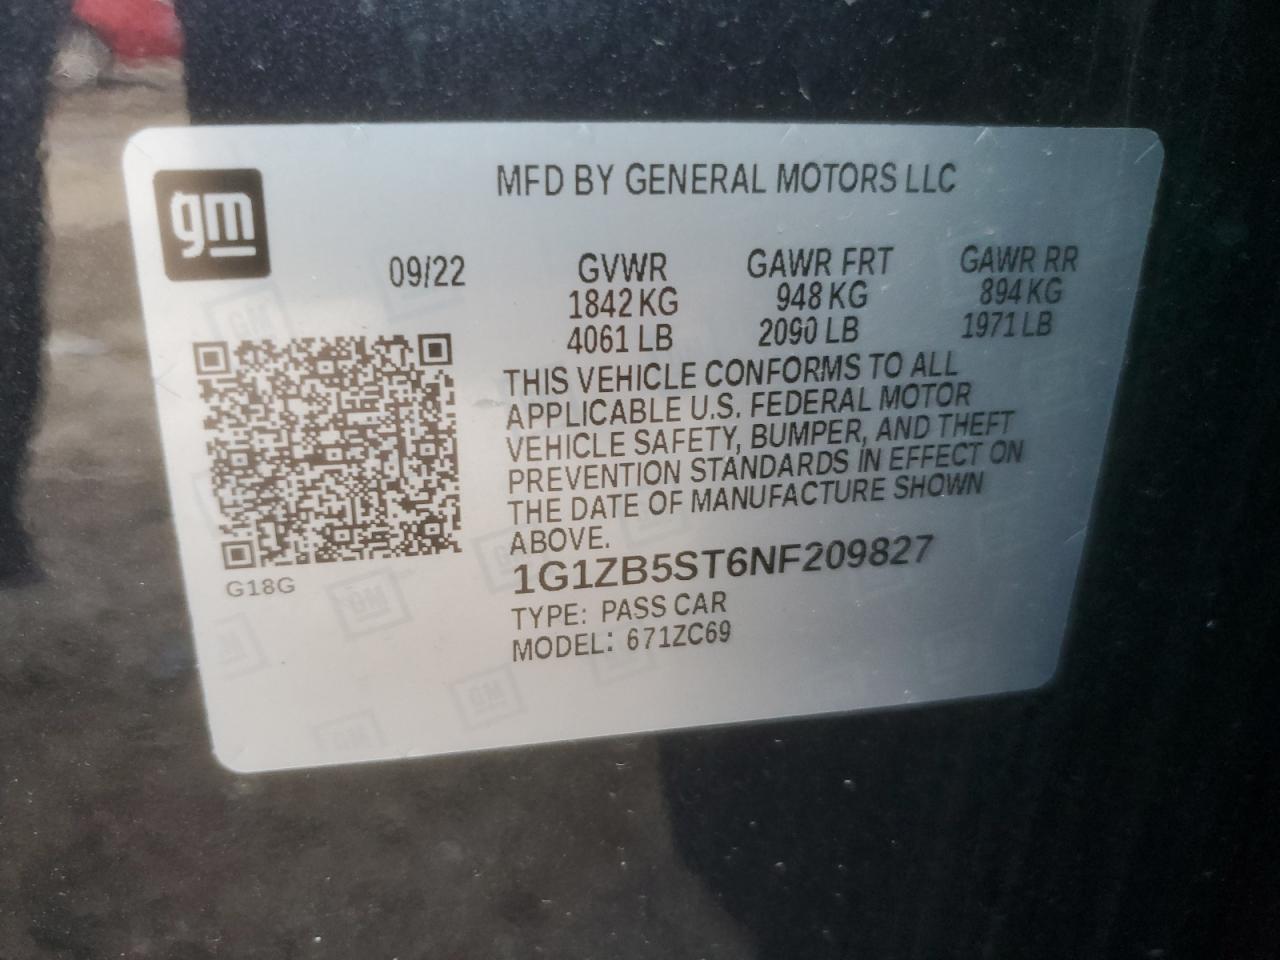 gm
MFD BY GENERAL MOTORS LLC
09/22 GVWR GAWR FRT GAWR RR
1842 KG 948 KG 894 KG
4061 LB 2090 LB 1971 LB
THIS VEHICLE CONFORMS TO ALL
APPLICABLE U.S. FEDERAL MOTOR
VEHICLE SAFETY, BUMPER, AND THEFT
PREVENTION STANDARDS IN EFFECT ON
THE DATE OF MANUFACTURE SHOWN
ABOVE.
1G1ZB5ST6NF209827
G18G
TYPE: PASS CAR
MODEL: 671ZC69